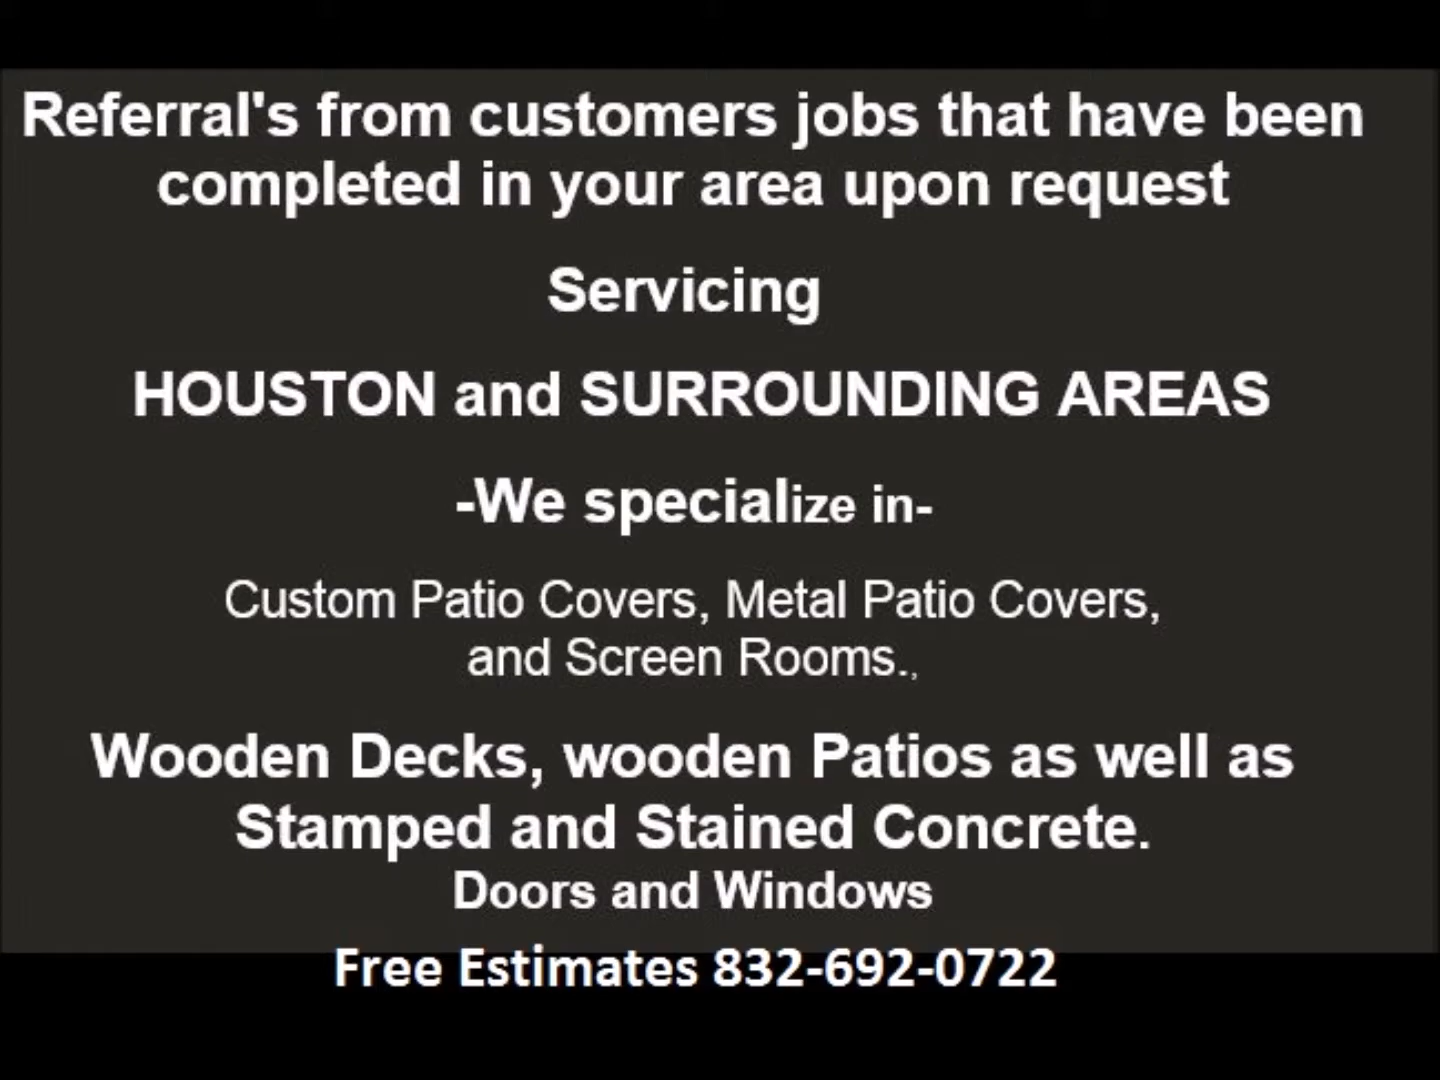 Referral's from customers jobs that have been
completed in your area upon request
Servicing
HOUSTON and SURROUNDING AREAS
-We specialize in-
Custom Patio Covers, Metal Patio Covers,
and Screen Rooms.,
Wooden Decks, wooden Patios as well as
Stamped and Stained Concrete.
Doors and Windows
Free Estimates 832-692-0722